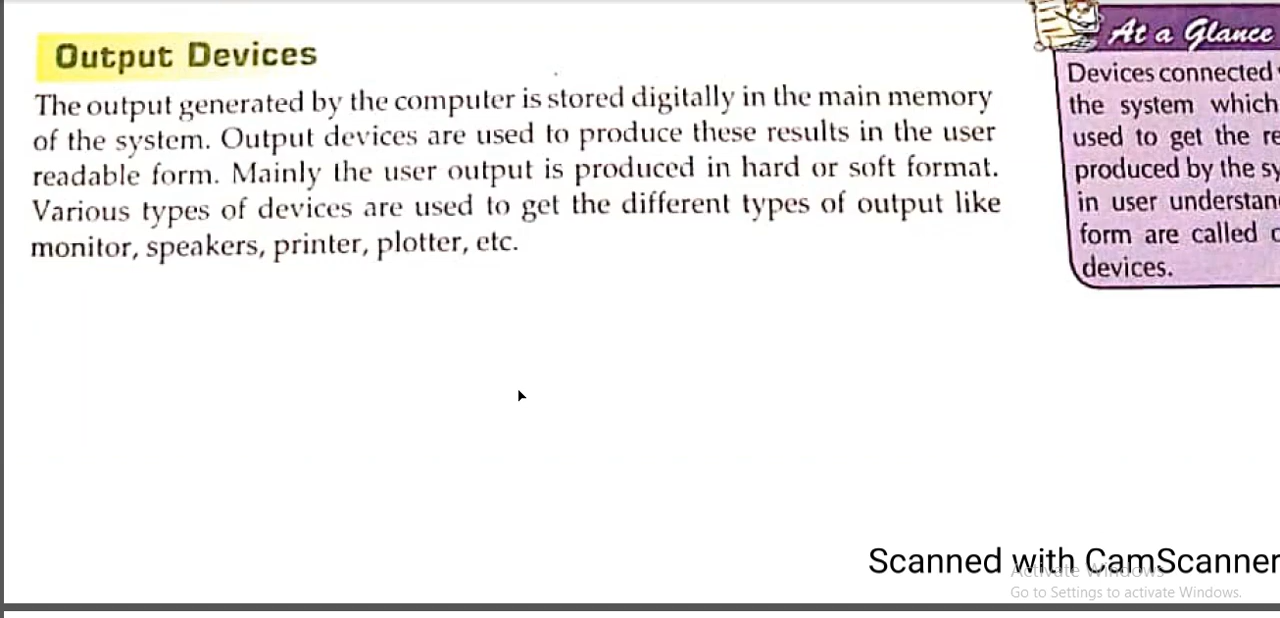 Output Devices
The output generated by the computer is stored digitally in the main memory
of the system. Output devices are used to produce these results in the user
readable form. Mainly the user output is produced in hard or soft format.
Various types of devices are used to get the different types of output like
monitor, speakers, printer, plotter, etc.
At a Glance
Devices connected
the system which
used to get the
produced by the
in user
form are called
devices.
Scanned with CamScanner
Activate Windows
Go to Settings to activate Windows.